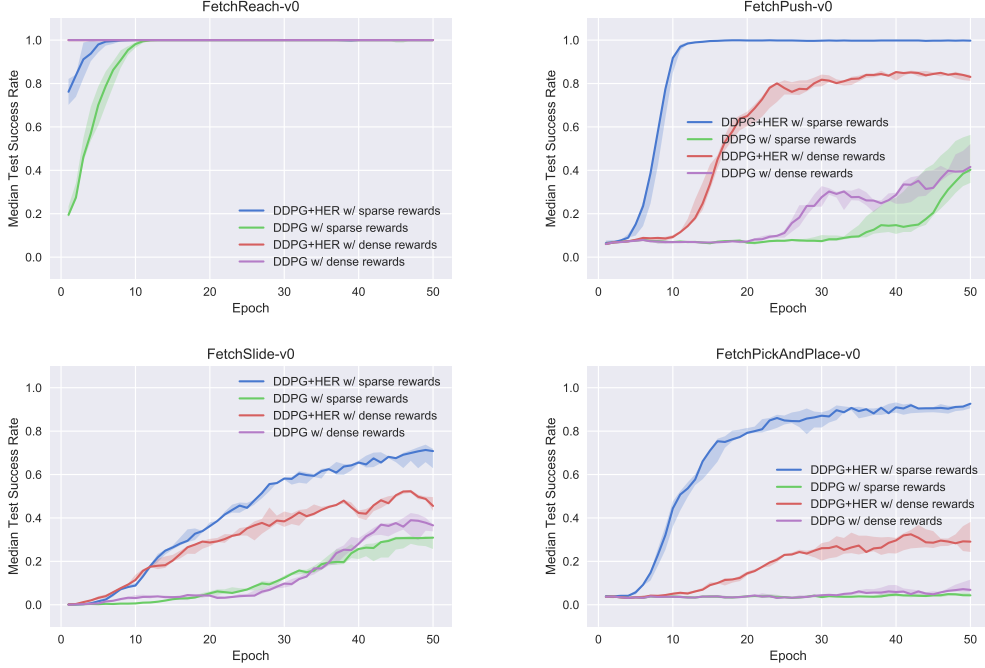 FetchReach-v0
Median Test Success Rate
1.0
0.8
0.6
0.4
0.2
0.0
DDPG+HER w/ sparse rewards
DDPG w/ sparse rewards
DDPG+HER w/ dense rewards
DDPG w/ dense rewards
0 10 20 30 40 50
Epoch
FetchPush-v0
Median Test Success Rate
1.0
0.8
0.6
0.4
0.2
0.0
DDPG+HER w/ sparse rewards
DDPG w/ sparse rewards
DDPG+HER w/ dense rewards
DDPG w/ dense rewards
0 10 20 30 40 50
Epoch
FetchSlide-v0
Median Test Success Rate
1.0
0.8
0.6
0.4
0.2
0.0
DDPG+HER w/ sparse rewards
DDPG w/ sparse rewards
DDPG+HER w/ dense rewards
DDPG w/ dense rewards
0 10 20 30 40 50
Epoch
FetchPickAndPlace-v0
Median Test Success Rate
1.0
0.8
0.6
0.4
0.2
0.0
DDPG+HER w/ sparse rewards
DDPG w/ sparse rewards
DDPG+HER w/ dense rewards
DDPG w/ dense rewards
0 10 20 30 40 50
Epoch